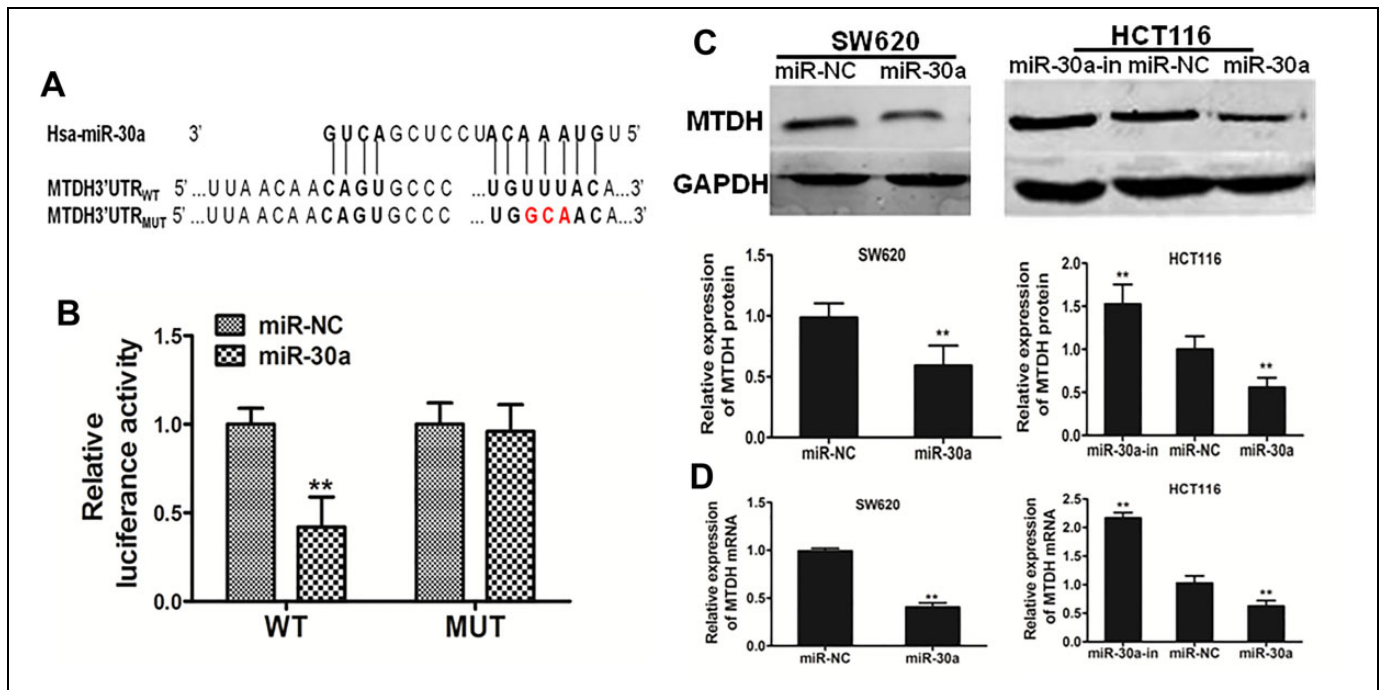 A
Hsa-miR-30a 3' GUCAGCUCCUACAAAUGU 5'
MTDH3'UTRWT 5' ...UUAACAACAGUGCCC ...UGUUUACA...3'
MTDH3'UTRMUT 5' ...UUAACAACAGUGCCC ...UGGCAACA...3'
B
miR-NC
miR-30a
Relative
luciferance activity
1.5
1.0
0.5
0.0
**
WT MUT
C
SW620
miR-NC miR-30a
HCT116
miR-30a-in miR-NC miR-30a
MTDH
GAPDH
SW620
Relative expression
of MTDH protein
1.5
1.0
0.5
0.0
**
miR-NC miR-30a
HCT116
Relative expression
of MTDH protein
2.0
1.5
1.0
0.5
0.0
**
**
miR-30a-in miR-NC miR-30a
D
SW620
Relative expression
of MTDH mRNA
1.5
1.0
0.5
0.0
**
miR-NC miR-30a
HCT116
Relative expression
of MTDH mRNA
2.5
2.0
1.5
1.0
0.5
0.0
**
**
miR-30a-in miR-NC miR-30a